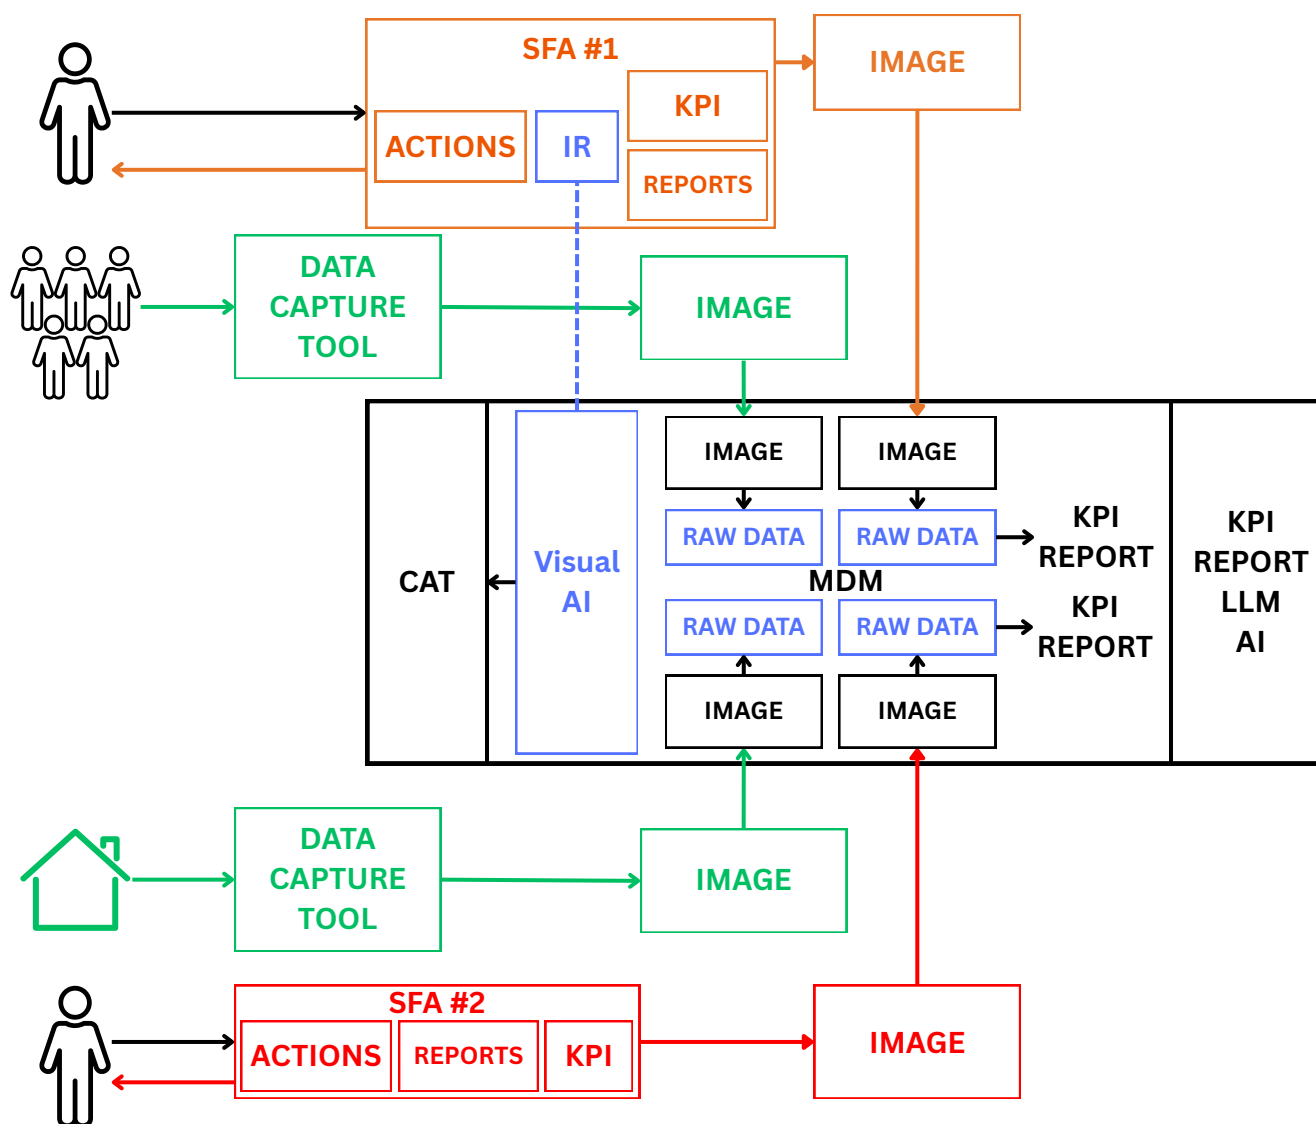 SFA #1
IMAGE
KPI
ACTIONS
IR
REPORTS
DATA
CAPTURE
TOOL
IMAGE
IMAGE
IMAGE
RAW DATA
RAW DATA
KPI
REPORT
CAT
Visual
AI
MDM
KPI
REPORT
LLM
AI
RAW DATA
RAW DATA
KPI
REPORT
IMAGE
IMAGE
DATA
CAPTURE
TOOL
IMAGE
SFA #2
ACTIONS
REPORTS
KPI
IMAGE